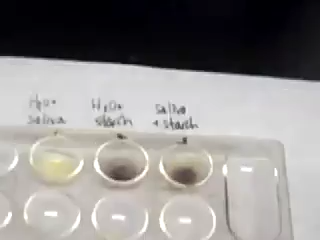 H₂O+
saliva
H₂O+
starch
saliva
+ starch